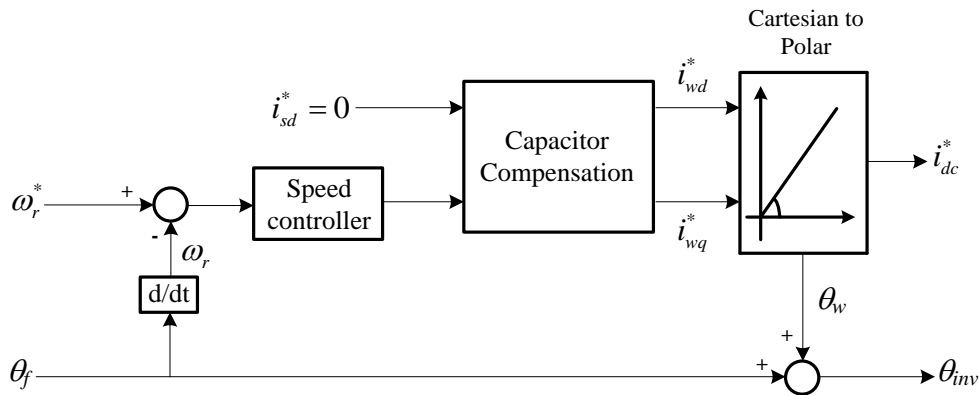 Cartesian to
Polar
i*wd
i*sd = 0
Capacitor
Compensation
i*dc
ω*r
+
Speed
controller
i*wq
-
ωr
d/dt
θw
+
θf
+
θinv